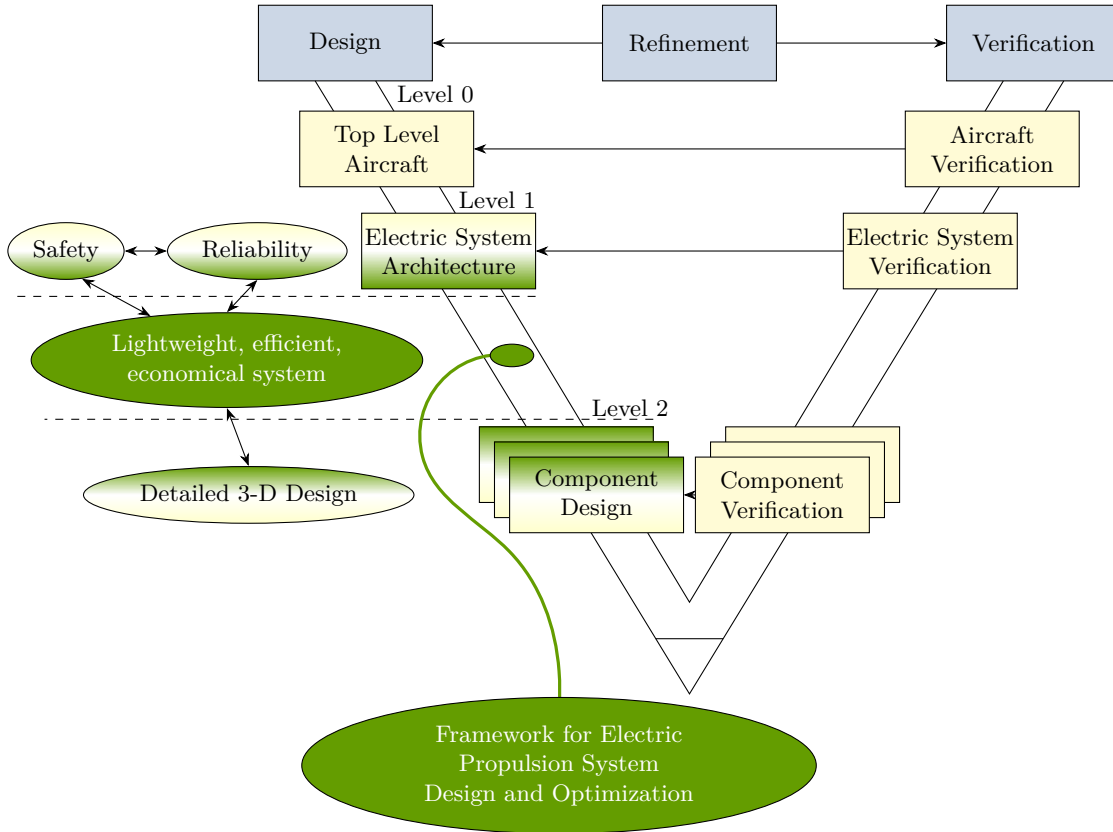 Design
Refinement
Verification
Level 0
Top Level
Aircraft
Aircraft
Verification
Level 1
Safety
Reliability
Electric System
Architecture
Electric System
Verification
Lightweight, efficient,
economical system
Level 2
Detailed 3-D Design
Component
Design
Component
Verification
Framework for Electric
Propulsion System
Design and Optimization